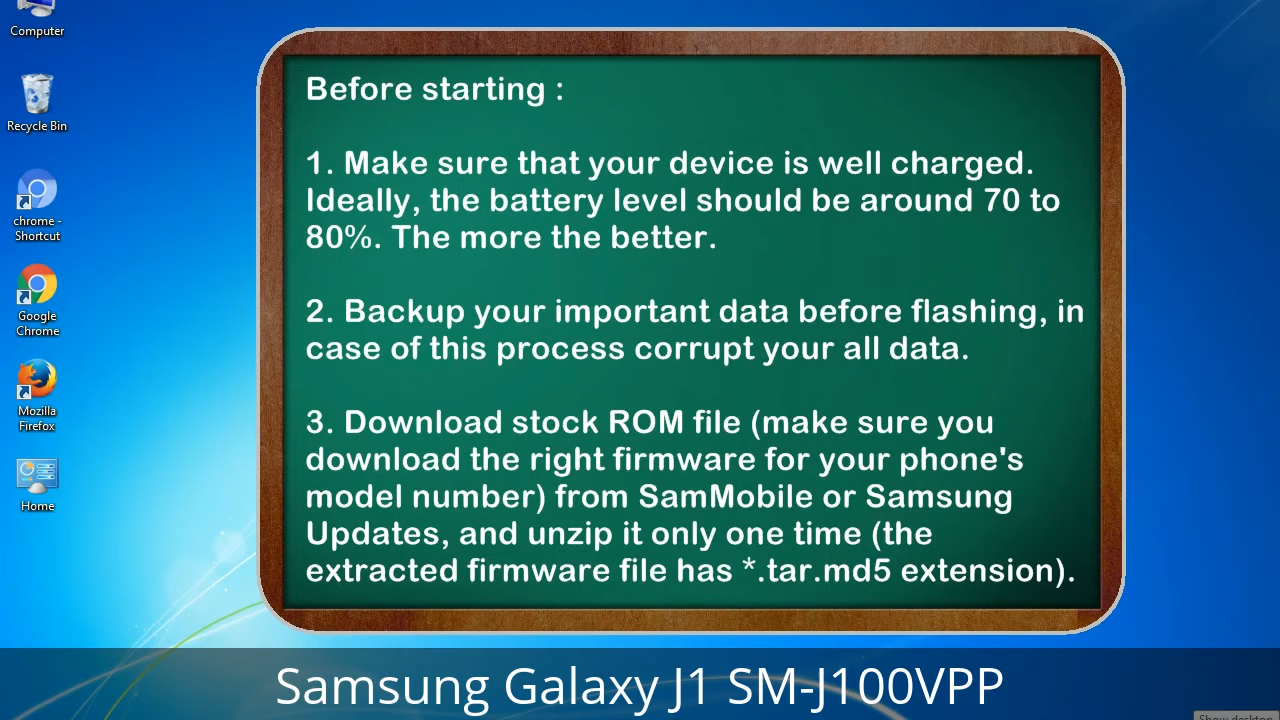 Computer
Recycle Bin
chrome -
Shortcut
Google
Chrome
Mozilla
Firefox
Home
Before starting :
1. Make sure that your device is well charged.
Ideally, the battery level should be around 70 to
80%. The more the better.
2. Backup your important data before flashing, in
case of this process corrupt your all data.
3. Download stock ROM file (make sure you
download the right firmware for your phone's
model number) from SamMobile or Samsung
Updates, and unzip it only one time (the
extracted firmware file has *.tar.md5 extension).
Samsung Galaxy J1 SM-J100VPP
Show desktop